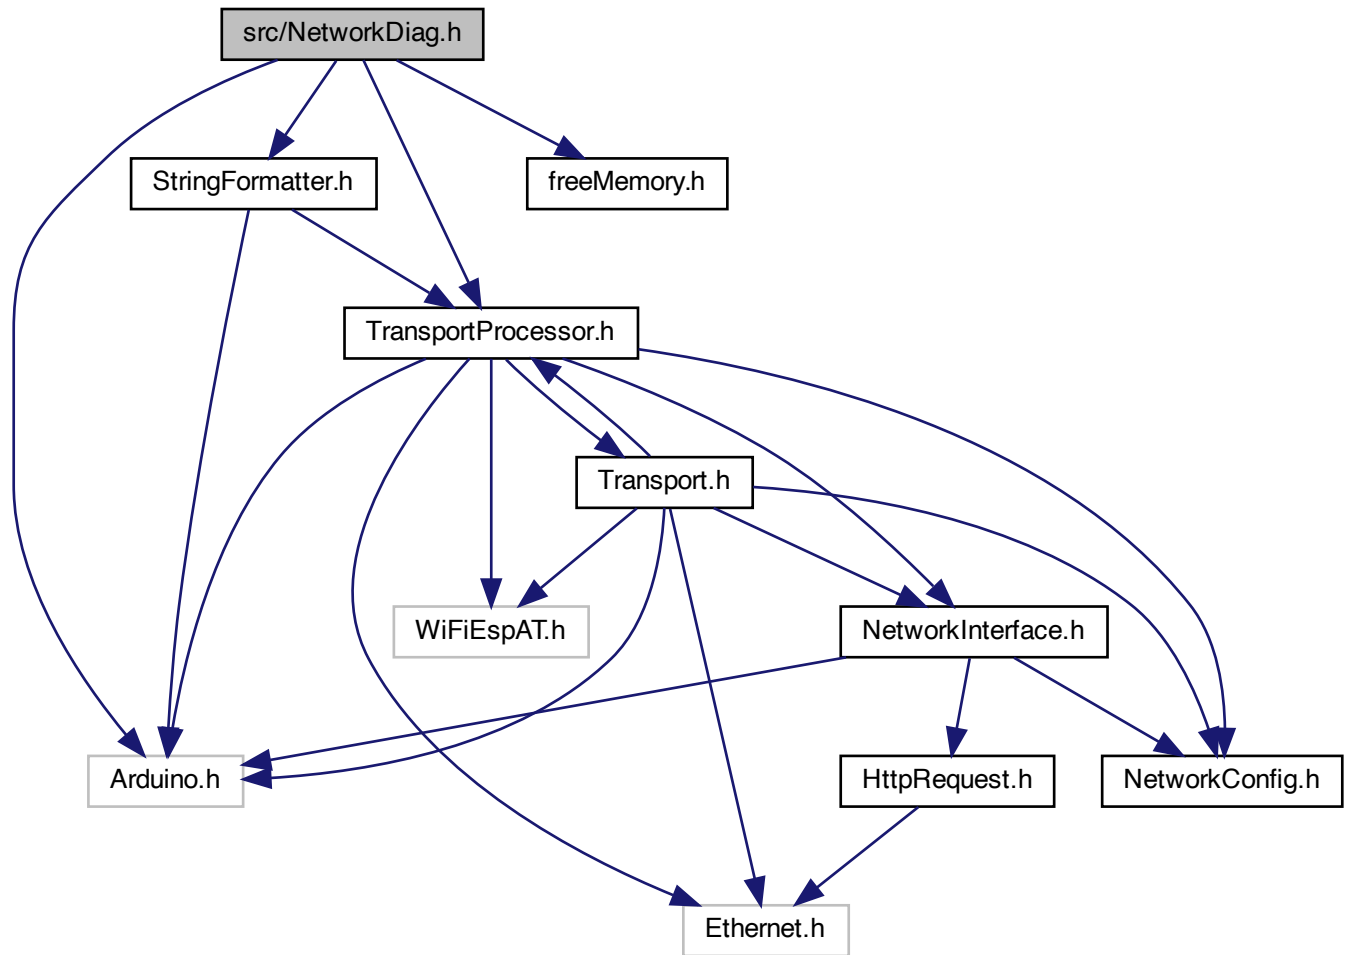 src/NetworkDiag.h
StringFormatter.h
freeMemory.h
TransportProcessor.h
Transport.h
WiFiEspAT.h
NetworkInterface.h
Arduino.h
HttpRequest.h
NetworkConfig.h
Ethernet.h